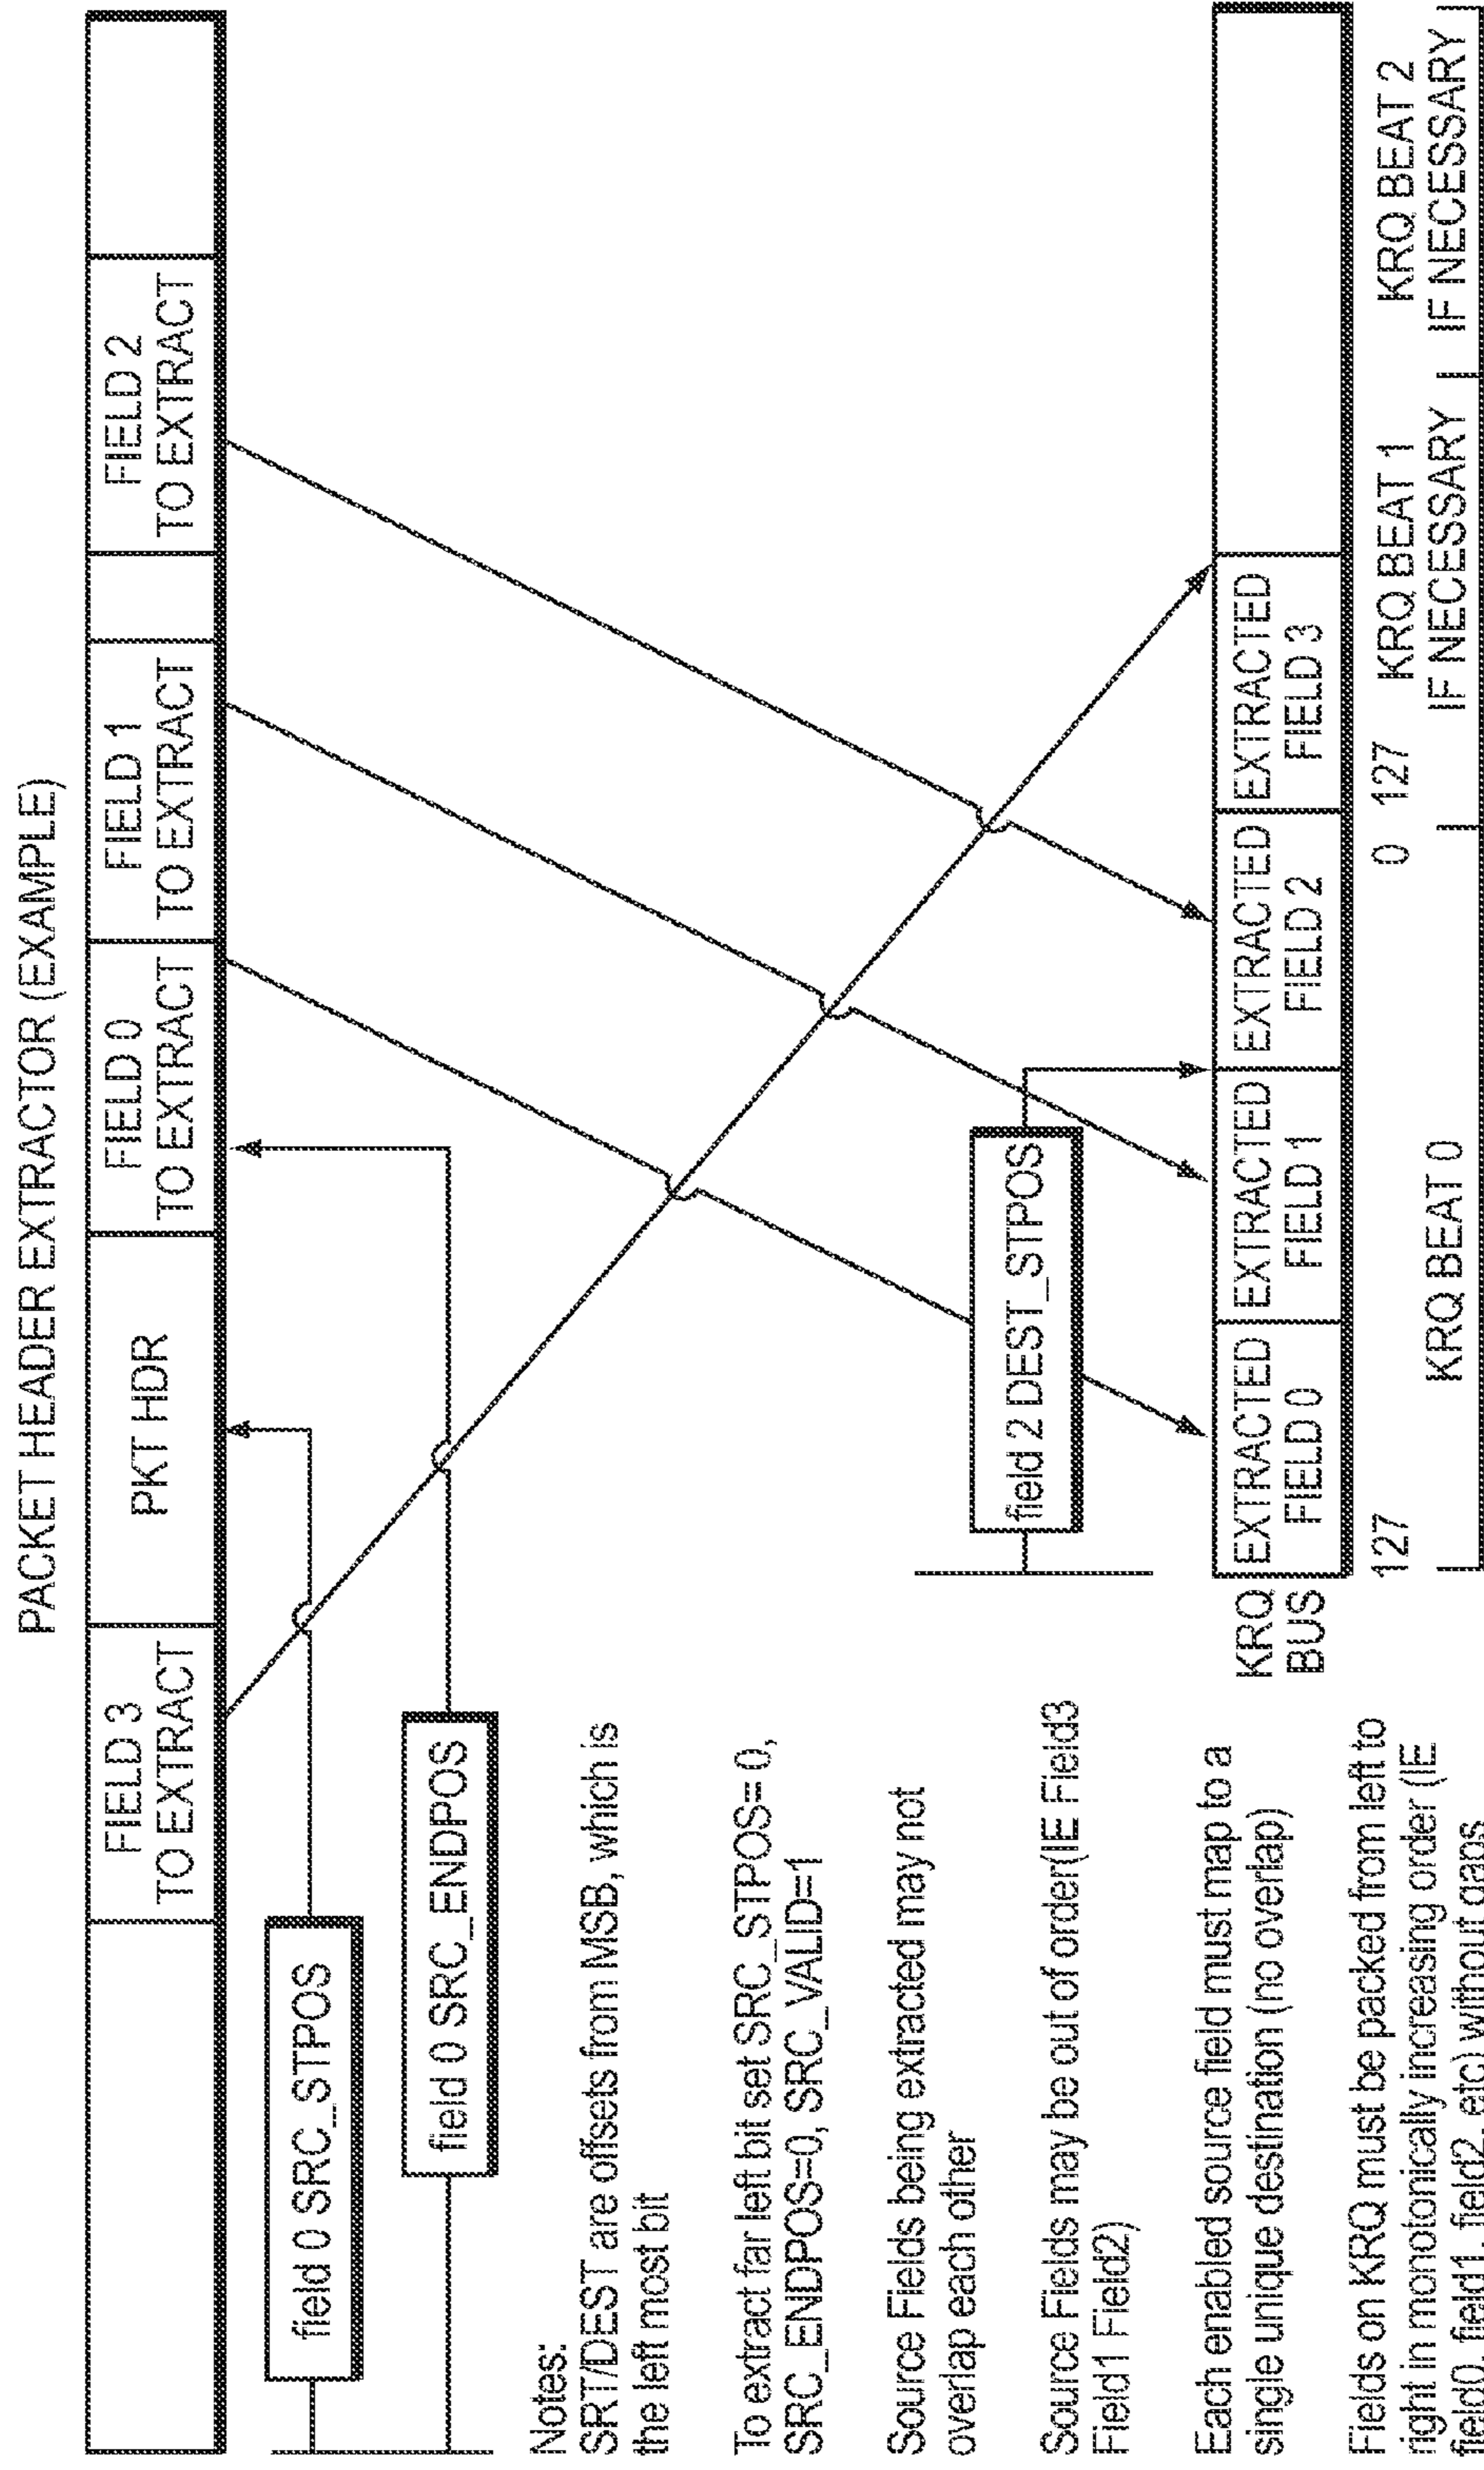 PACKET HEADER EXTRACTOR (EXAMPLE)
FIELD 3
TO EXTRACT
PKT HDR
FIELD 0
TO EXTRACT
FIELD 1
TO EXTRACT
FIELD 2
TO EXTRACT
field 0 SRC_STPOS
field 0 SRC_ENDPOS
Notes:
SRT/DEST are offsets from MSB, which is
the left most bit
To extract far left bit set SRC_STPOS= 0,
SRC_ENDPOS=0, SRC_VALID=1
Source Fields being extracted may not
overlap each other
Source Fields may be out of order(IE Field3
Field1 Field2)
Each enabled source field must map to a
single unique destination (no overlap)
Fields on KRQ must be packed from left to
right in monotonically increasing order (IE
field0, field1, field2, etc) without gaps
field 2 DEST_STPOS
KRQ
BUS
EXTRACTED
FIELD 0
EXTRACTED
FIELD 1
EXTRACTED
FIELD 2
EXTRACTED
FIELD 3
127
0
127
KRQ BEAT 0
KRQ BEAT 1
IF NECESSARY
KRQ BEAT 2
IF NECESSARY